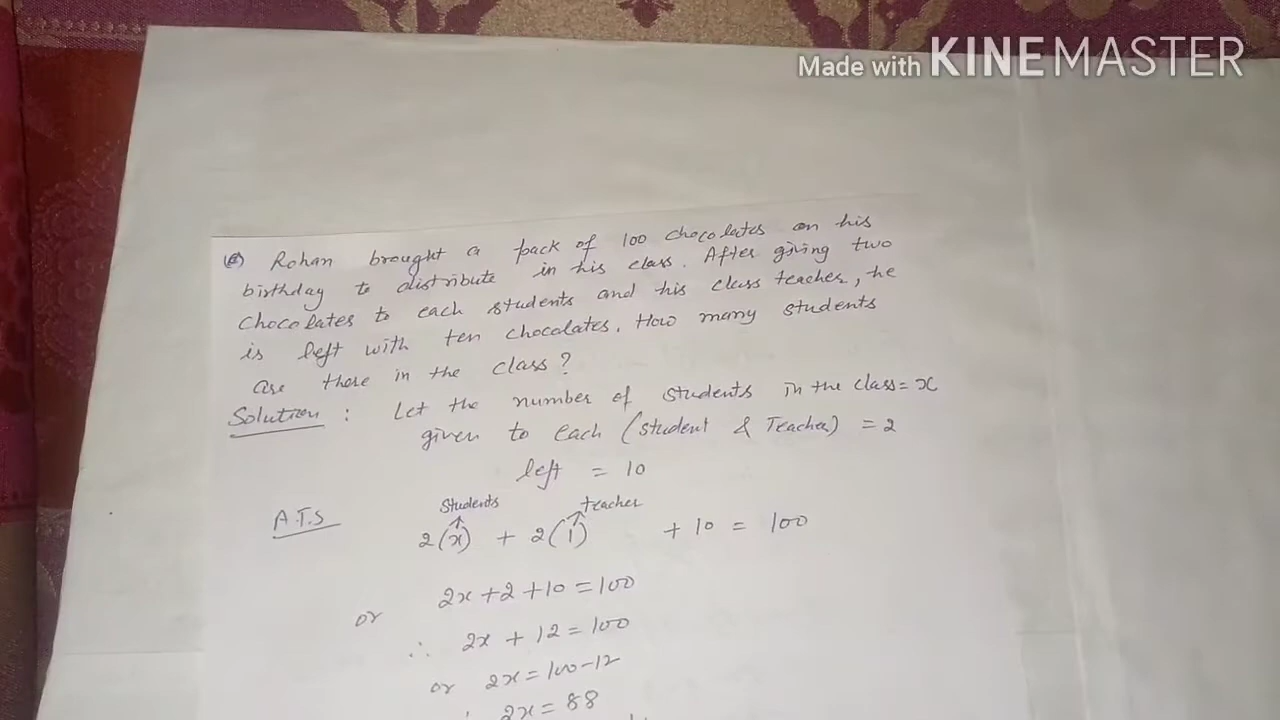 Made with KINEMASTER
(6) Rohan brought a pack of 100 chocolates on his
birthday to distribute in his class. After giving two
chocolates to each students and his class teacher, he
is left with ten chocolates. How many students
are there in the class?
Solution : Let the number of students in the class = x
given to each (student & Teacher) = 2
left = 10
Students teacher
A.T.S 2(x) + 2(1) + 10 = 100
or 2x + 2 + 10 = 100
∴ 2x + 12 = 100
or 2x = 100 - 12
2x = 88